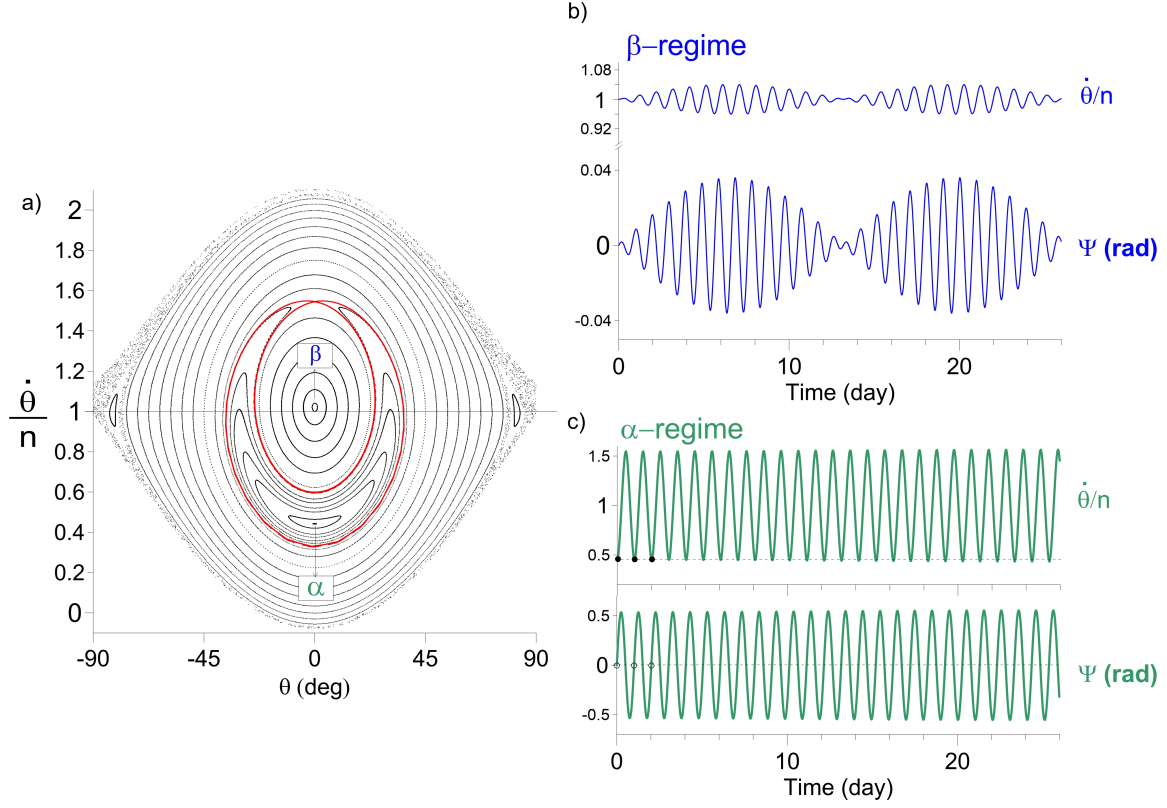 a)
2
1.8
1.6
1.4
1.2
1
0.8
0.6
0.4
0.2
0
θ̇
n
β
α
-90
-45
0
45
90
θ (deg)
b)
β–regime
1.08
1
0.92
θ̇/n
0.04
0
-0.04
Ψ (rad)
0
10
20
Time (day)
c)
α–regime
1.5
1
0.5
θ̇/n
0.5
0
-0.5
Ψ (rad)
0
10
20
Time (day)